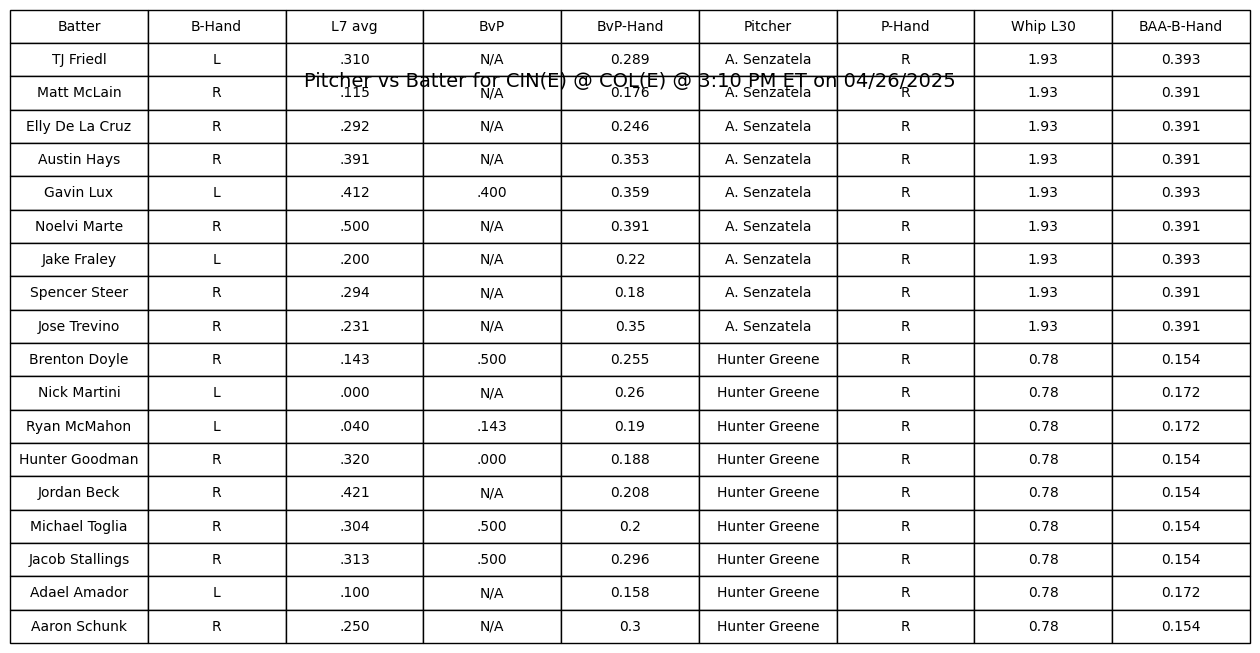 Batter B-Hand L7 avg BvP BvP-Hand Pitcher P-Hand Whip L30 BAA-B-Hand
TJ Friedl L .310 N/A 0.289 A. Senzatela R 1.93 0.393
Pitcher vs Batter for CIN(E) @ COL(E) @ 3:10 PM ET on 04/26/2025
Matt McLain R .115 N/A 0.176 A. Senzatela R 1.93 0.391
Elly De La Cruz R .292 N/A 0.246 A. Senzatela R 1.93 0.391
Austin Hays R .391 N/A 0.353 A. Senzatela R 1.93 0.391
Gavin Lux L .412 .400 0.359 A. Senzatela R 1.93 0.393
Noelvi Marte R .500 N/A 0.391 A. Senzatela R 1.93 0.391
Jake Fraley L .200 N/A 0.22 A. Senzatela R 1.93 0.393
Spencer Steer R .294 N/A 0.18 A. Senzatela R 1.93 0.391
Jose Trevino R .231 N/A 0.35 A. Senzatela R 1.93 0.391
Brenton Doyle R .143 .500 0.255 Hunter Greene R 0.78 0.154
Nick Martini L .000 N/A 0.26 Hunter Greene R 0.78 0.172
Ryan McMahon L .040 .143 0.19 Hunter Greene R 0.78 0.172
Hunter Goodman R .320 .000 0.188 Hunter Greene R 0.78 0.154
Jordan Beck R .421 N/A 0.208 Hunter Greene R 0.78 0.154
Michael Toglia R .304 .500 0.2 Hunter Greene R 0.78 0.154
Jacob Stallings R .313 .500 0.296 Hunter Greene R 0.78 0.154
Adael Amador L .100 N/A 0.158 Hunter Greene R 0.78 0.172
Aaron Schunk R .250 N/A 0.3 Hunter Greene R 0.78 0.154